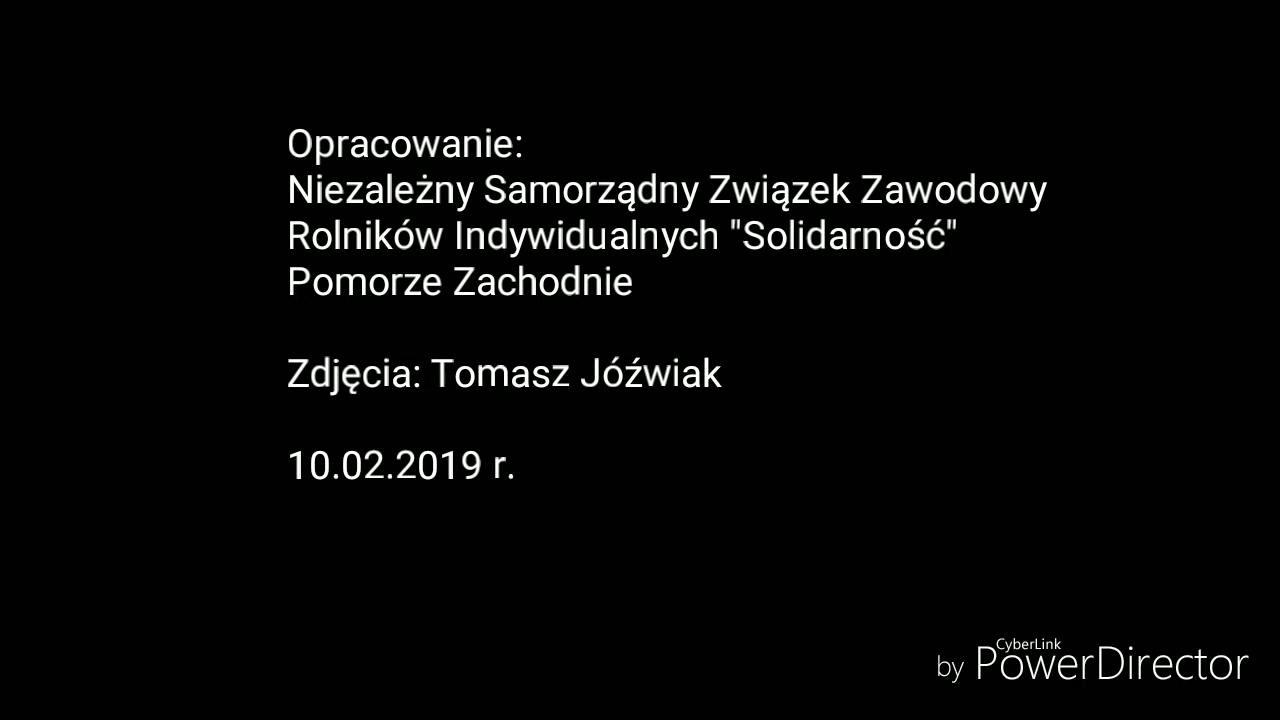 Opracowanie:
Niezależny Samorządny Związek Zawodowy
Rolników Indywidualnych "Solidarność"
Pomorze Zachodnie
Zdjęcia: Tomasz Jóźwiak
10.02.2019 r.
CyberLink
by PowerDirector